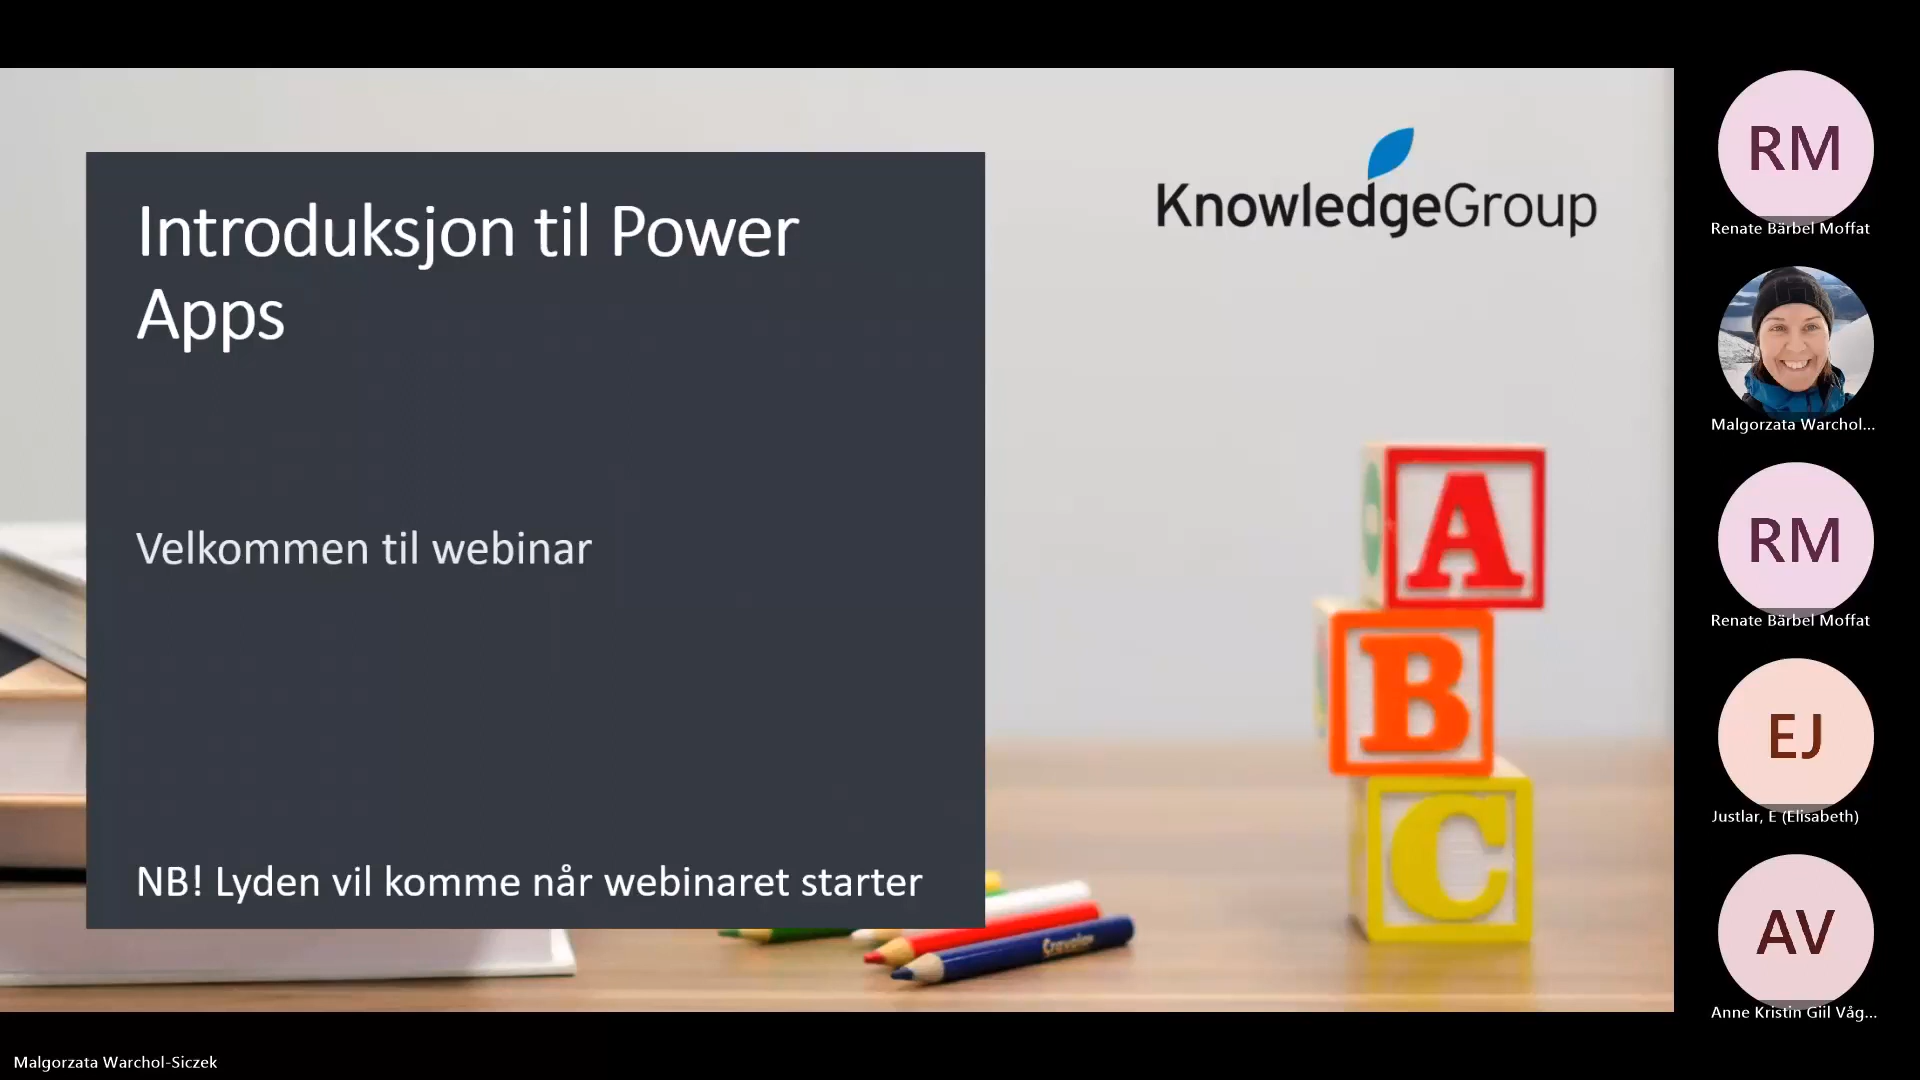 Introduksjon til Power
Apps
Velkommen til webinar
NB! Lyden vil komme når webinaret starter
KnowledgeGroup
A
B
C
Crayola
RM
Renate Bärbel Moffat
Malgorzata Warchol...
RM
Renate Bärbel Moffat
EJ
Justlar, E (Elisabeth)
AV
Anne Kristin Giil Våg...
Malgorzata Warchol-Siczek